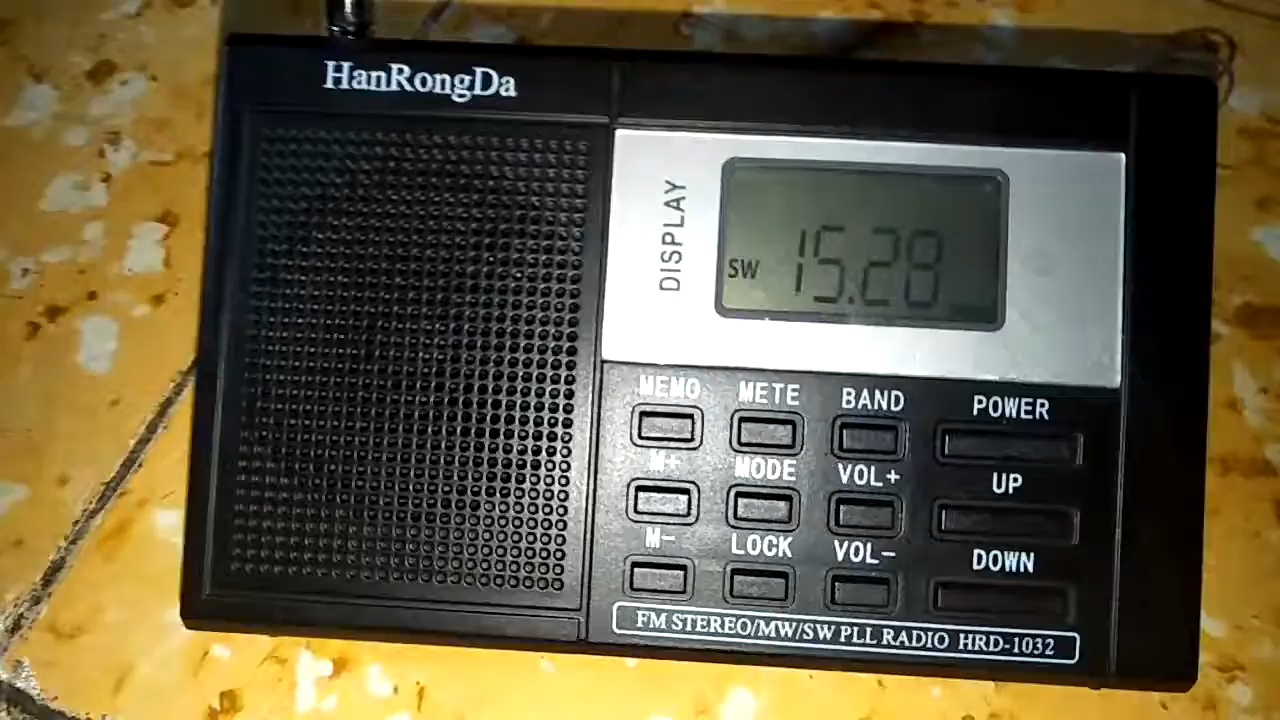 HanRongDa
DISPLAY
SW 15.28
MEMO METE BAND POWER
M+ MODE VOL+ UP
M- LOCK VOL- DOWN
FM STEREO/MW/SW PLL RADIO HRD-1032